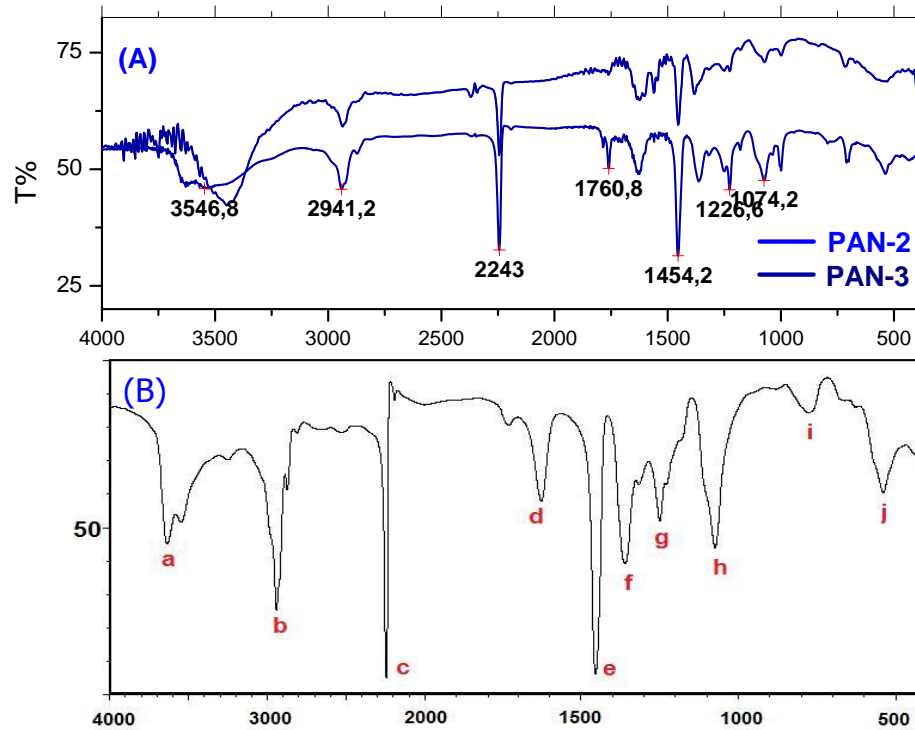 (A)
T%
75
50
25
3546,8
2941,2
2243
1760,8
1454,2
1226,6
1074,2
PAN-2
PAN-3
4000 3500 3000 2500 2000 1500 1000 500
(B)
50
a
b
c
d
e
f
g
h
i
j
4000 3000 2000 1500 1000 500